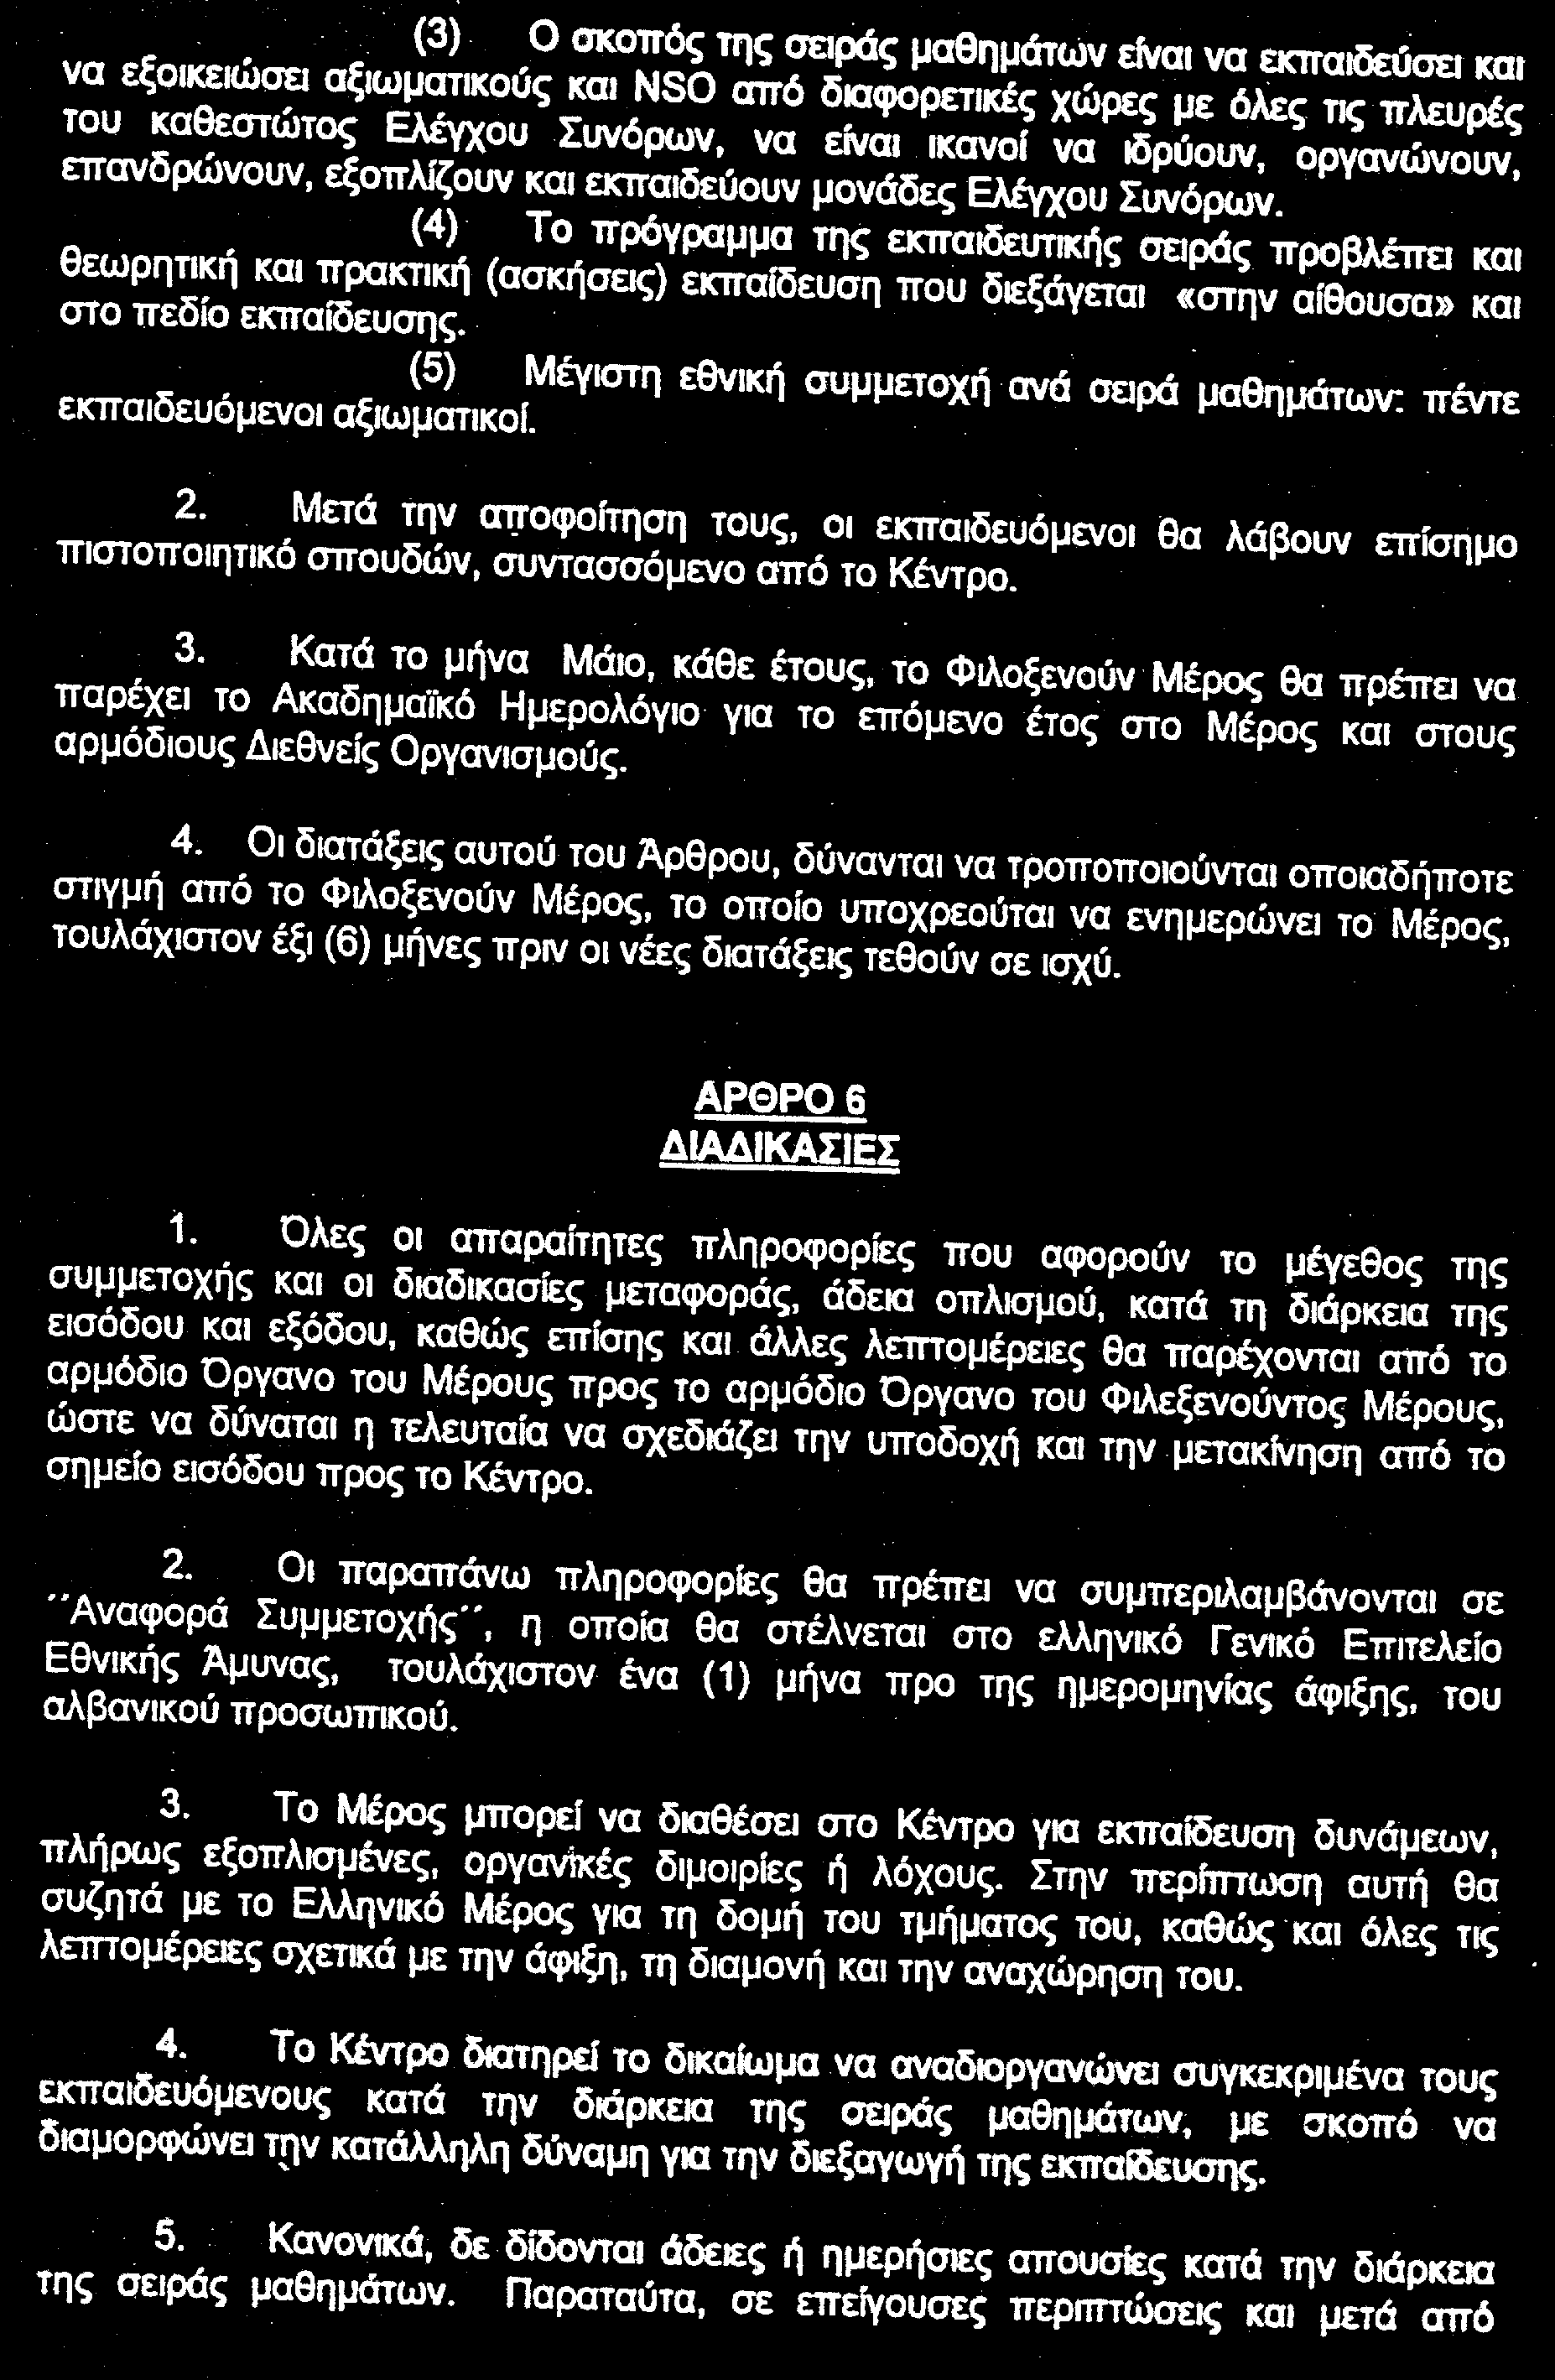 (3) Ο σκοπός της σειράς μαθημάτων είναι να εκπαιδεύσει και
να εξοικειώσει αξιωματικούς και NSO από διαφορετικές χώρες με όλες τις πλευρές
του καθεστώτος Ελέγχου Συνόρων, να είναι ικανοί να ιδρύουν, οργανώνουν,
επανδρώνουν, εξοπλίζουν και εκπαιδεύουν μονάδες Ελέγχου Συνόρων.
(4) Το πρόγραμμα της εκπαιδευτικής σειράς προβλέπει και
θεωρητική και πρακτική (ασκήσεις) εκπαίδευση που διεξάγεται «στην αίθουσα» και
στο πεδίο εκπαίδευσης.
(5) Μέγιστη εθνική συμμετοχή ανά σειρά μαθημάτων: πέντε
εκπαιδευόμενοι αξιωματικοί.
2. Μετά την αποφοίτηση τους, οι εκπαιδευόμενοι θα λάβουν επίσημο
πιστοποιητικό σπουδών, συντασσόμενο από το Κέντρο.
3. Κατά το μήνα Μάιο, κάθε έτους, το Φιλοξενούν Μέρος θα πρέπει να
παρέχει το Ακαδημαϊκό Ημερολόγιο για το επόμενο έτος στο Μέρος και στους
αρμόδιους Διεθνείς Οργανισμούς.
4. Οι διατάξεις αυτού του Άρθρου, δύνανται να τροποποιούνται οποιαδήποτε
στιγμή από το Φιλοξενούν Μέρος, το οποίο υποχρεούται να ενημερώνει το Μέρος,
τουλάχιστον έξι (6) μήνες πριν οι νέες διατάξεις τεθούν σε ισχύ.
ΑΡΘΡΟ 6
ΔΙΑΔΙΚΑΣΙΕΣ
1. Όλες οι απαραίτητες πληροφορίες που αφορούν το μέγεθος της
συμμετοχής και οι διαδικασίες μεταφοράς, άδεια οπλισμού, κατά τη διάρκεια της
εισόδου και εξόδου, καθώς επίσης και άλλες λεπτομέρειες θα παρέχονται από το
αρμόδιο Όργανο του Μέρους προς το αρμόδιο Όργανο του Φιλεξενούντος Μέρους,
ώστε να δύναται η τελευταία να σχεδιάζει την υποδοχή και την μετακίνηση από το
σημείο εισόδου προς το Κέντρο.
2. Οι παραπάνω πληροφορίες θα πρέπει να συμπεριλαμβάνονται σε
΄΄Αναφορά Συμμετοχής΄΄, η οποία θα στέλνεται στο ελληνικό Γενικό Επιτελείο
Εθνικής Άμυνας, τουλάχιστον ένα (1) μήνα προ της ημερομηνίας άφιξης, του
αλβανικού προσωπικού.
3. Το Μέρος μπορεί να διαθέσει στο Κέντρο για εκπαίδευση δυνάμεων,
πλήρως εξοπλισμένες, οργανικές διμοιρίες ή λόχους. Στην περίπτωση αυτή θα
συζητά με το Ελληνικό Μέρος για τη δομή του τμήματος του, καθώς και όλες τις
λεπτομέρειες σχετικά με την άφιξη, τη διαμονή και την αναχώρηση του.
4. Το Κέντρο διατηρεί το δικαίωμα να αναδιοργανώνει συγκεκριμένα τους
εκπαιδευόμενους κατά την διάρκεια της σειράς μαθημάτων, με σκοπό να
διαμορφώνει την κατάλληλη δύναμη για την διεξαγωγή της εκπαίδευσης.
5. Κανονικά, δε δίδονται άδειες ή ημερήσιες απουσίες κατά την διάρκεια
της σειράς μαθημάτων. Παραταύτα, σε επείγουσες περιπτώσεις και μετά από